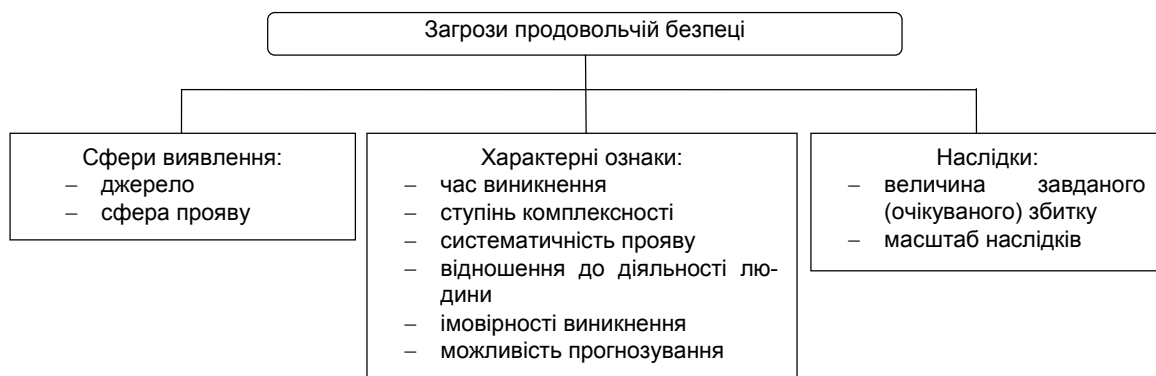 Загрози продовольчій безпеці
Сфери виявлення:
– джерело
– сфера прояву
Характерні ознаки:
– час виникнення
– ступінь комплексності
– систематичність прояву
– відношення до діяльності лю-
дини
– імовірності виникнення
– можливість прогнозування
Наслідки:
– величина завданого
(очікуваного) збитку
– масштаб наслідків